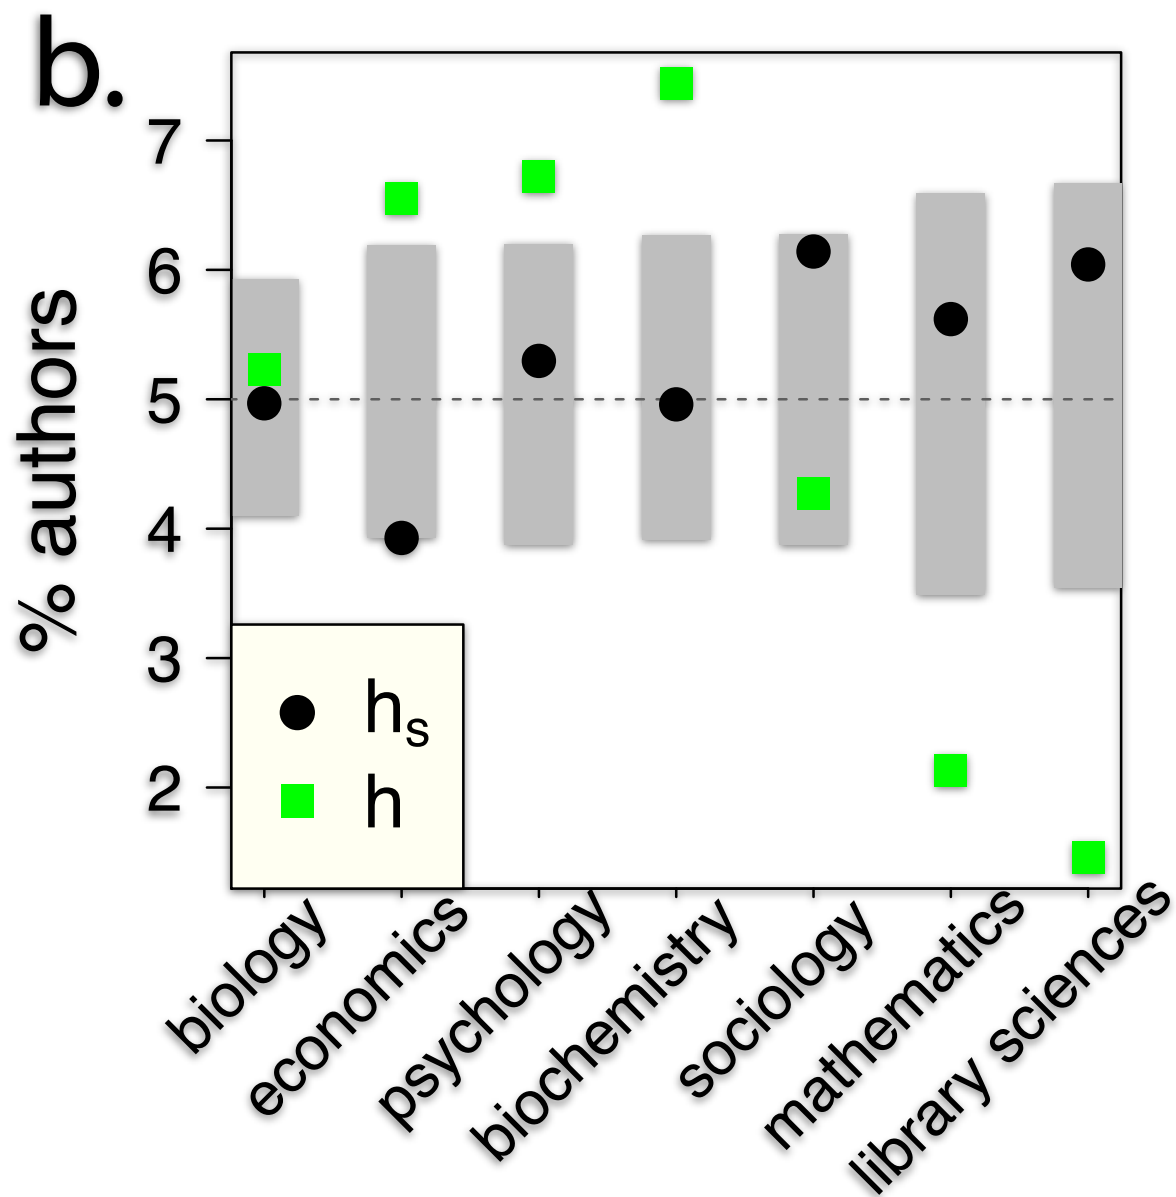 b.
% authors
7
6
5
4
3
2
hs
h
biology
economics
psychology
biochemistry
sociology
mathematics
library sciences